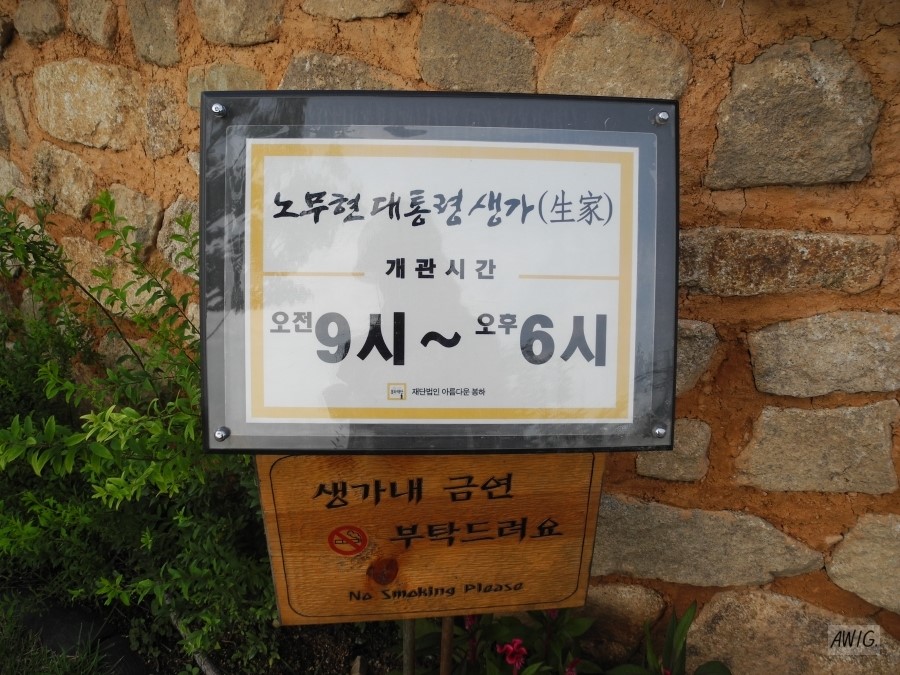 노무현 대통령 생가(生家)
개관시간
오전 9시 ~ 오후 6시
재단법인 아름다운 봉하
생가내 금연
부탁드려요
No Smoking Please
AWIG.